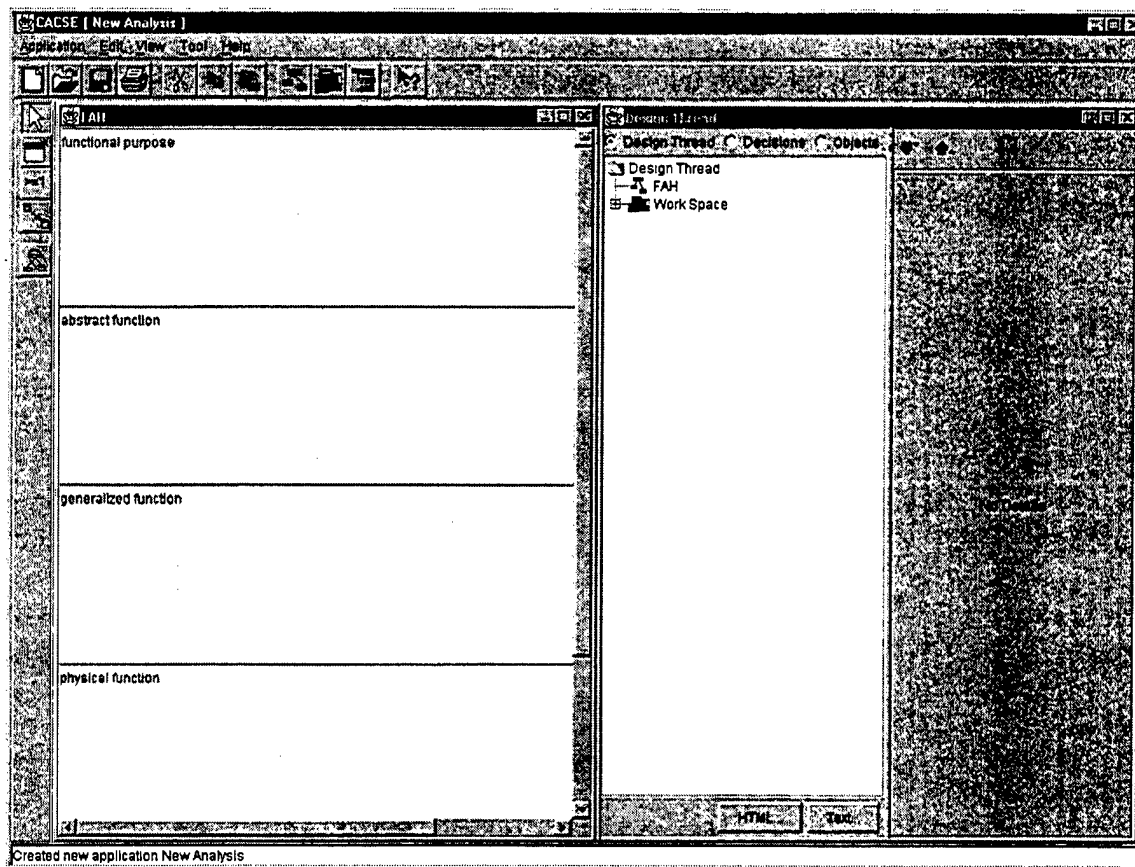 CACSE [ New Analysis ]
Application Edit View Tool Help
FAH
functional purpose
abstract function
generalized function
physical function
Design Thread
Design Thread Decisions Objects
Design Thread
FAH
Work Space
HTML... Text...
Created new application New Analysis